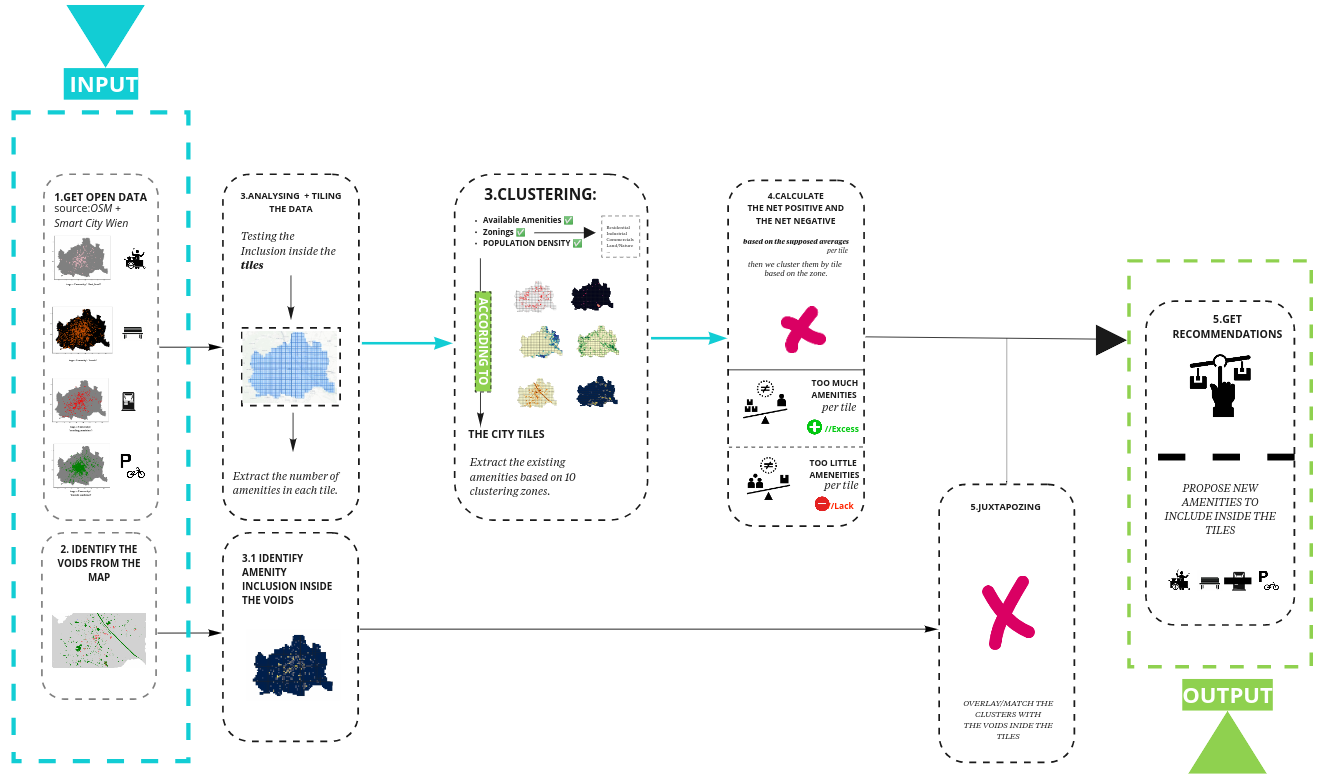 INPUT
1.GET OPEN DATA
source:OSM +
Smart City Wien
P
2. IDENTIFY THE
VOIDS FROM THE
MAP
3.ANALYSING + TILING
THE DATA
Testing the
Inclusion inside the
tiles
Extract the number of
amenities in each tile.
3.1 IDENTIFY
AMENITY
INCLUSION INSIDE
THE VOIDS
3.CLUSTERING:
· Available Amenities ✅
· Zonings ✅
· POPULATION DENSITY ✅
Residential
Industrial
Commercials
Land/Nature
...
ACCORDING TO
THE CITY TILES
Extract the existing
amenities based on 10
clustering zones.
4.CALCULATE
THE NET POSITIVE AND
THE NET NEGATIVE
based on the supposed averages
per tile
then we cluster them by tile
based on the zone.
≠
TOO MUCH
AMENITIES
per tile
//Excess
≠
TOO LITTLE
AMENEITIES
per tile
/Lack
5.JUXTAPOZING
OVERLAY/MATCH THE
CLUSTERS WITH
THE VOIDS INIDE THE
TILES
5.GET
RECOMMENDATIONS
PROPOSE NEW
AMENITIES TO
INCLUDE INSIDE THE
TILES
P
OUTPUT